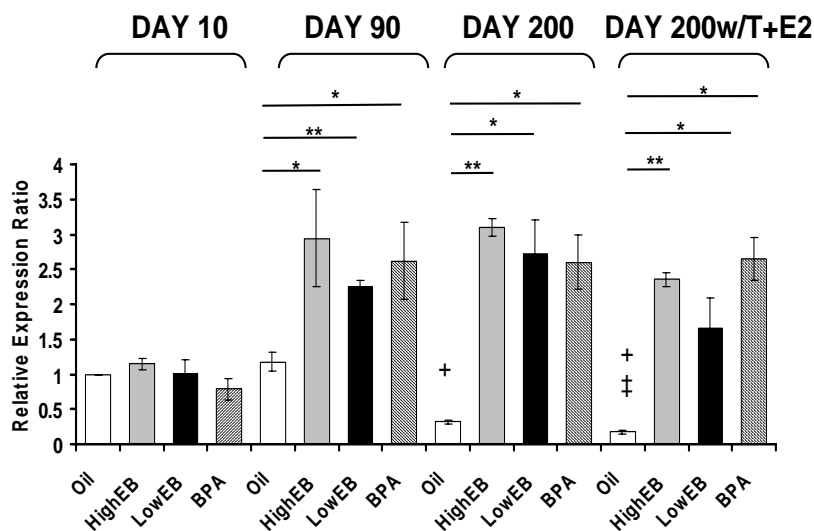 DAY 10 DAY 90 DAY 200 DAY 200w/T+E2
* * *
** * *
* ** **
Relative Expression Ratio
4
3.5
3
2.5
2
1.5
1
0.5
0
+ + ‡
Oil HighEB LowEB BPA Oil HighEB LowEB BPA Oil HighEB LowEB BPA Oil HighEB LowEB BPA